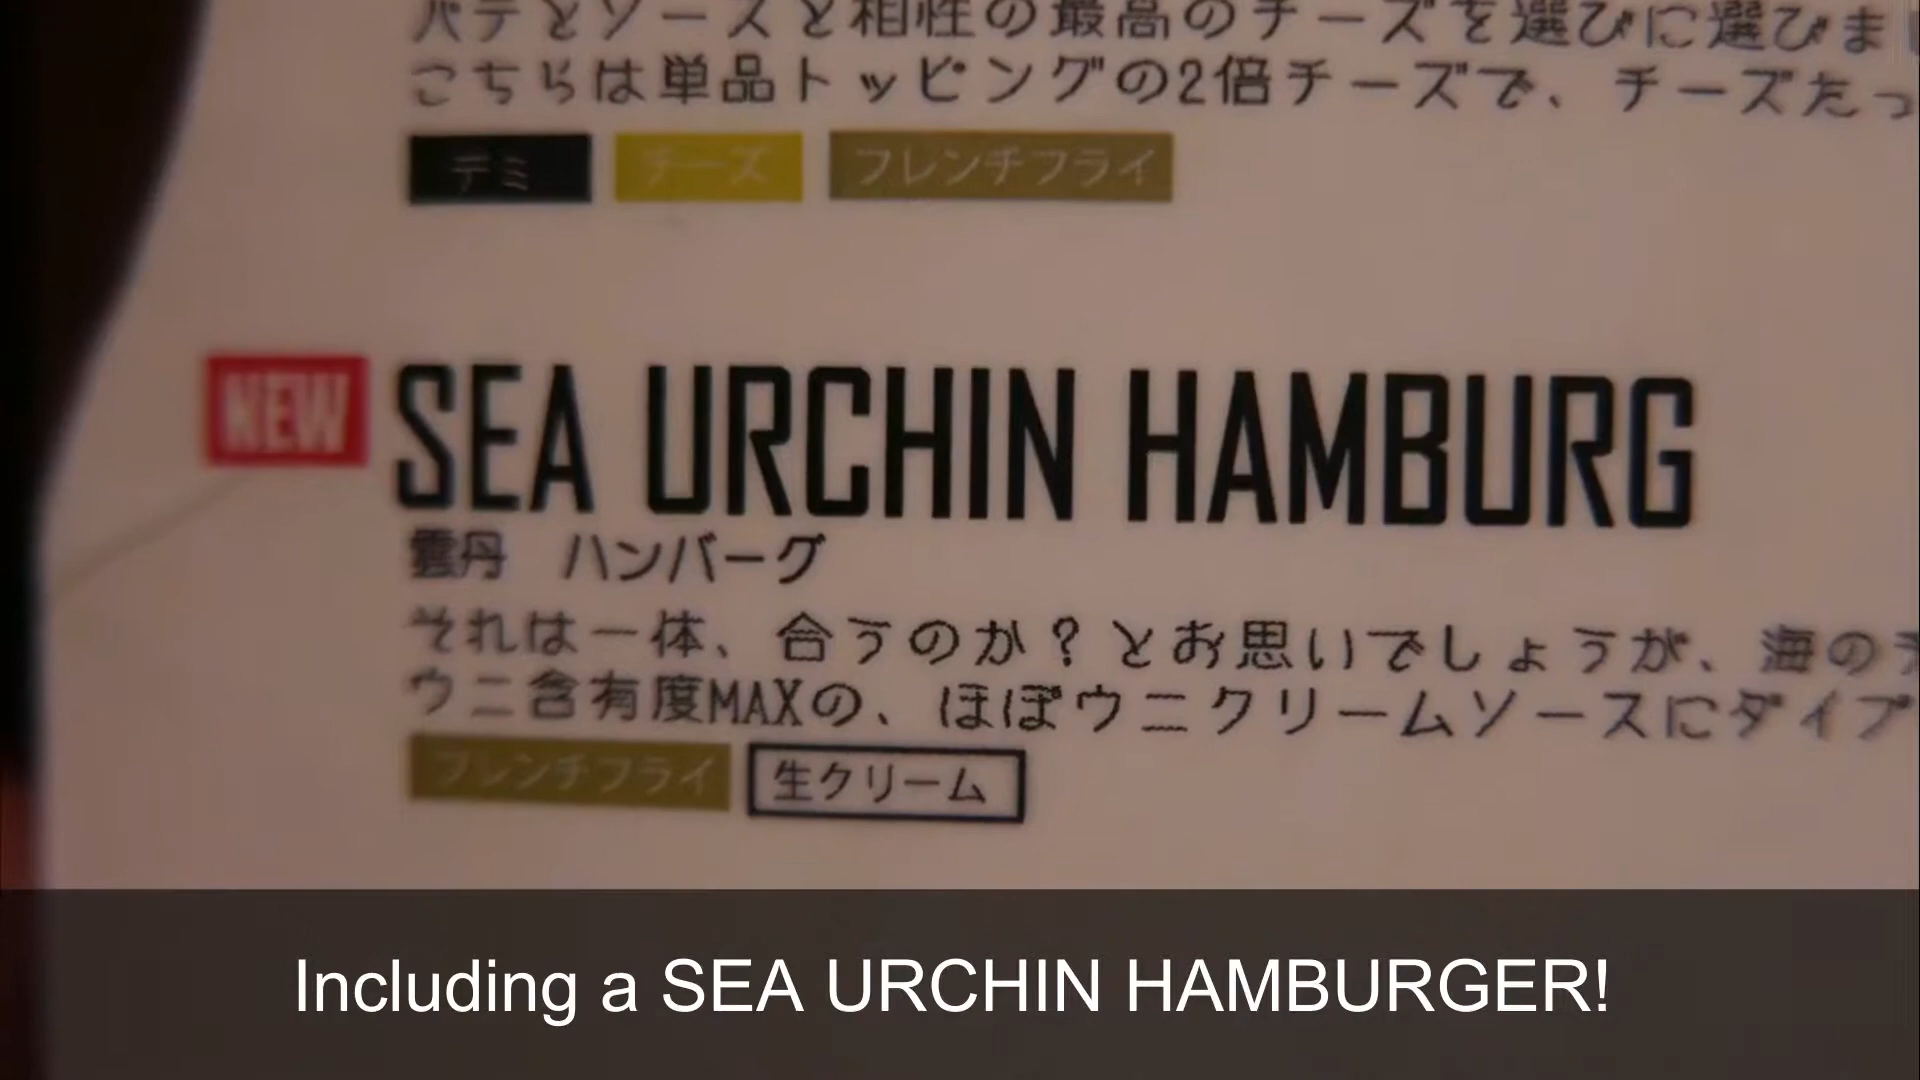 パテとソースと相性の最高のチーズを選びに選びま
こちらは単品トッピングの2倍チーズで、チーズたっ
デミ チーズ フレンチフライ
NEW SEA URCHIN HAMBURG
雲丹 ハンバーグ
それは一体、合うのか？とお思いでしょうが、海の
ウニ含有度MAXの、ほぼウニクリームソースにダイブ
フレンチフライ 生クリーム
Including a SEA URCHIN HAMBURGER!